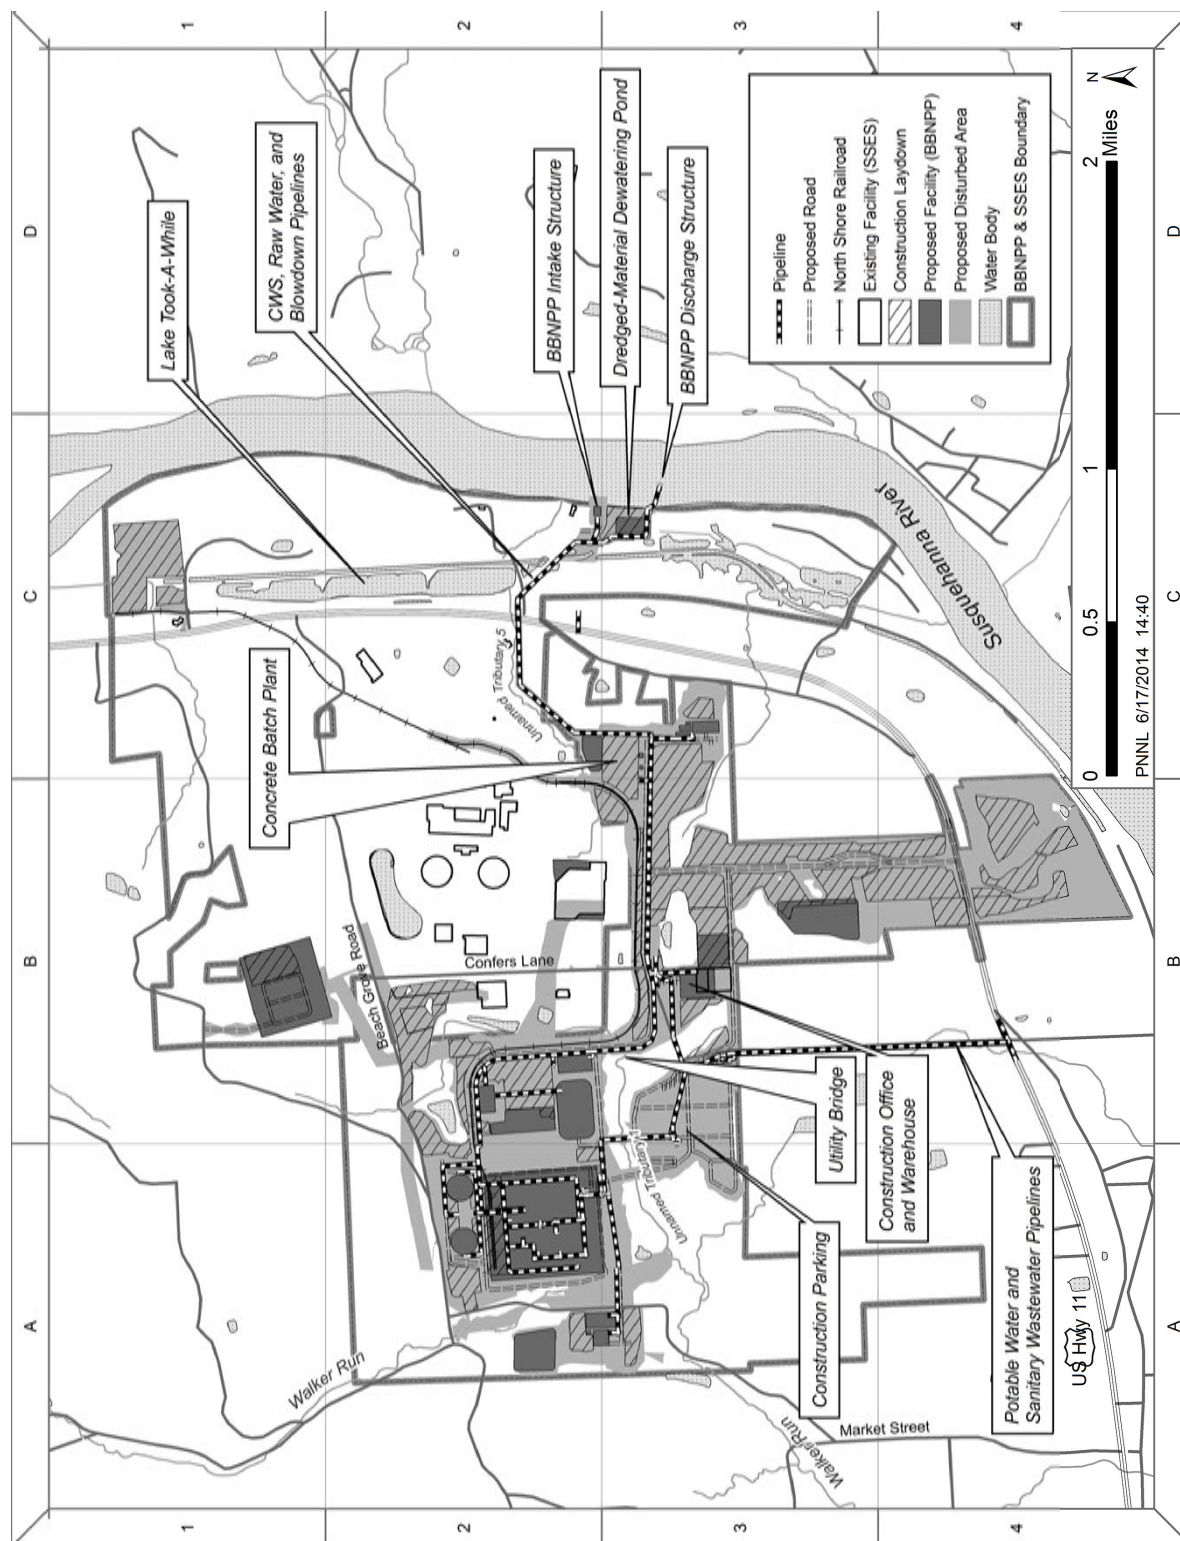 1
2
3
4
D
C
B
A
Lake Took-A-While
CWS, Raw Water, and
Blowdown Pipelines
BBNPP Intake Structure
Dredged-Material Dewatering Pond
BBNPP Discharge Structure
Pipeline
Proposed Road
North Shore Railroad
Existing Facility (SSES)
Construction Laydown
Proposed Facility (BBNPP)
Proposed Disturbed Area
Water Body
BBNPP & SSES Boundary
N
0
0.5
1
2
Miles
PNNL 6/17/2014 14:40
Susquehanna River
Unnamed Tributary 5
Unnamed
Concrete Batch Plant
Confers Lane
Beach Grove Road
Utility Bridge
Construction Office
and Warehouse
Construction Parking
Potable Water and
Sanitary Wastewater Pipelines
Unnamed Tributary 1
Unnamed
Walker Run
Walker Run
Market Street
US Hwy 11
1
2
3
4
D
C
B
A